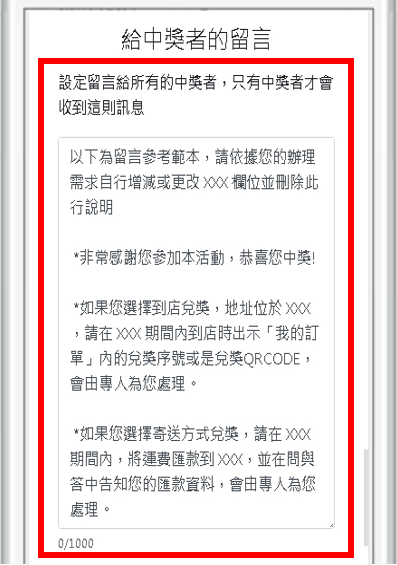 給中獎者的留言
設定留言給所有的中獎者，只有中獎者才會
收到這則訊息
以下為留言參考範本，請依據您的辦理
需求自行增減或更改 XXX 欄位並刪除此
行說明
*非常感謝您參加本活動，恭喜您中獎!
*如果您選擇到店兌獎，地址位於 XXX
，請在 XXX 期間內到店時出示「我的訂
單」內的兌獎序號或是兌獎QRCODE，
會由專人為您處理。
*如果您選擇寄送方式兌獎，請在 XXX
期間內，將運費匯款到 XXX，並在問與
答中告知您的匯款資料，會由專人為您
處理。
0/1000